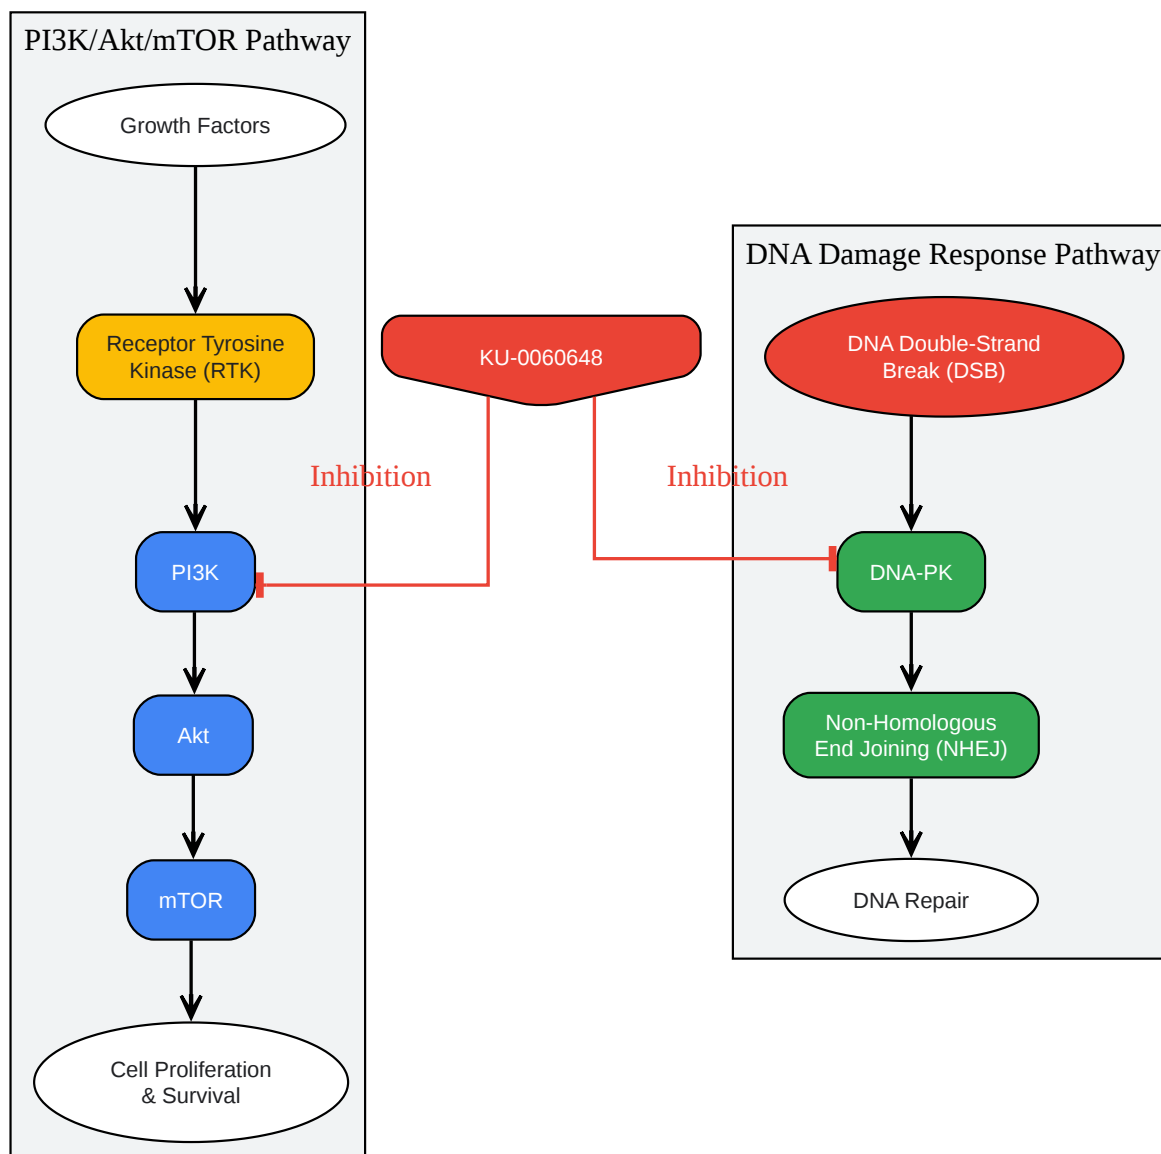 PI3K/Akt/mTOR Pathway
Growth Factors
Receptor Tyrosine
Kinase (RTK)
PI3K
Akt
mTOR
Cell Proliferation
& Survival
KU-0060648
Inhibition
Inhibition
DNA Damage Response Pathway
DNA Double-Strand
Break (DSB)
DNA-PK
Non-Homologous
End Joining (NHEJ)
DNA Repair